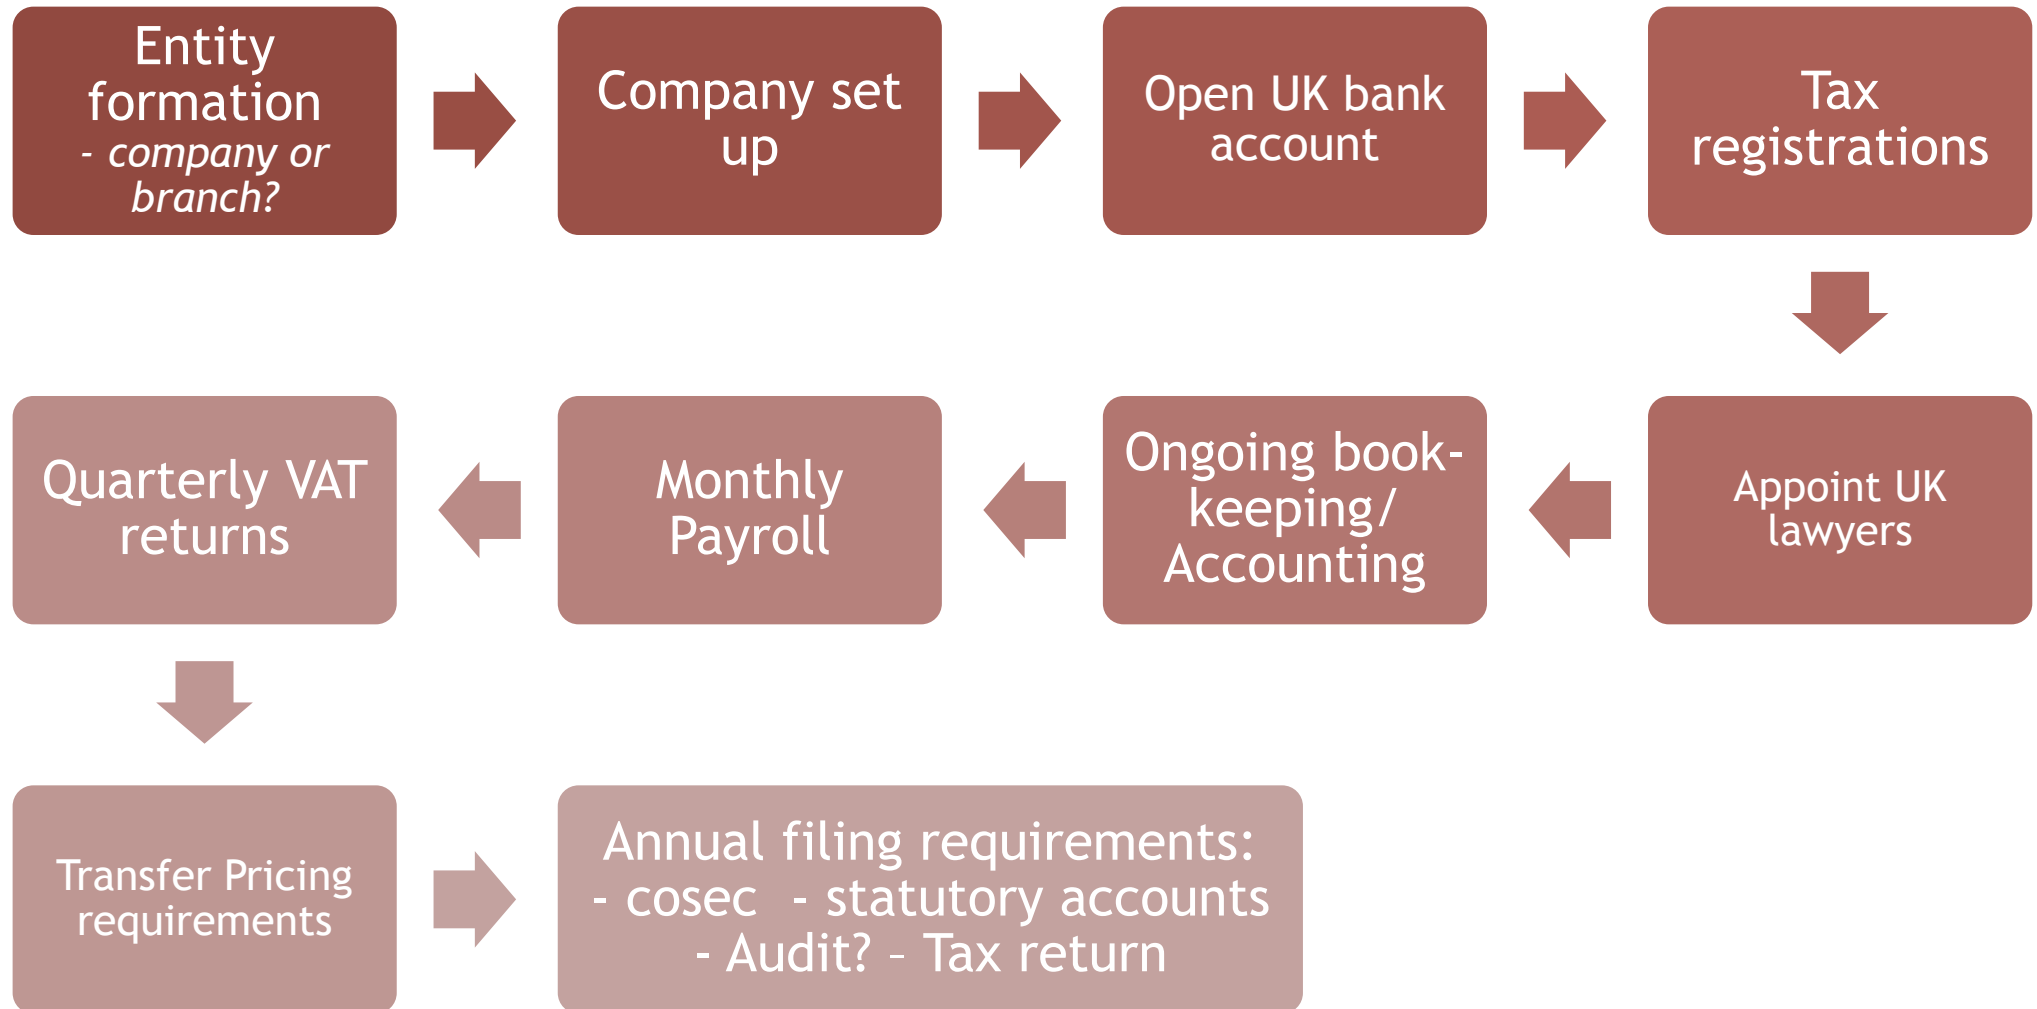 Entity
formation
- company or
branch?
Company set
up
Open UK bank
account
Tax
registrations
Appoint UK
lawyers
Ongoing book-
keeping/
Accounting
Monthly
Payroll
Quarterly VAT
returns
Transfer Pricing
requirements
Annual filing requirements:
- cosec  - statutory accounts
- Audit? – Tax return